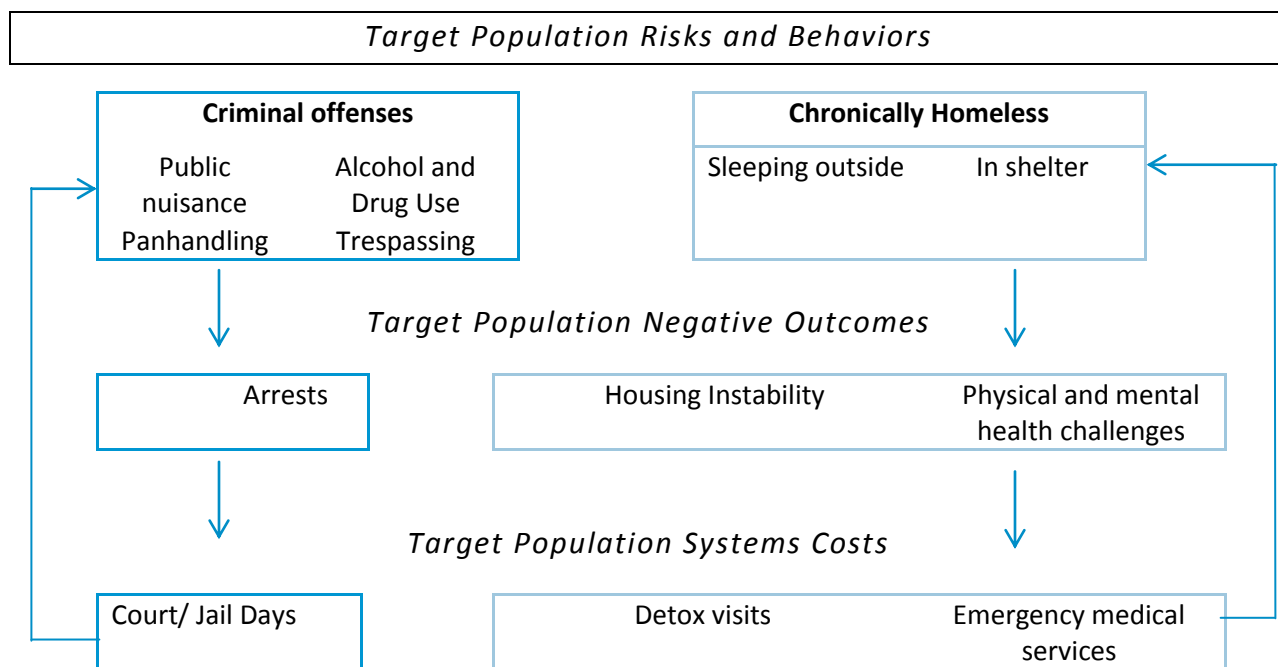 Target Population Risks and Behaviors
Criminal offenses
Public nuisance
Panhandling
Alcohol and Drug Use
Trespassing
Chronically Homeless
Sleeping outside
In shelter
Target Population Negative Outcomes
Arrests
Housing Instability
Physical and mental
health challenges
Target Population Systems Costs
Court/ Jail Days
Detox visits
Emergency medical
services